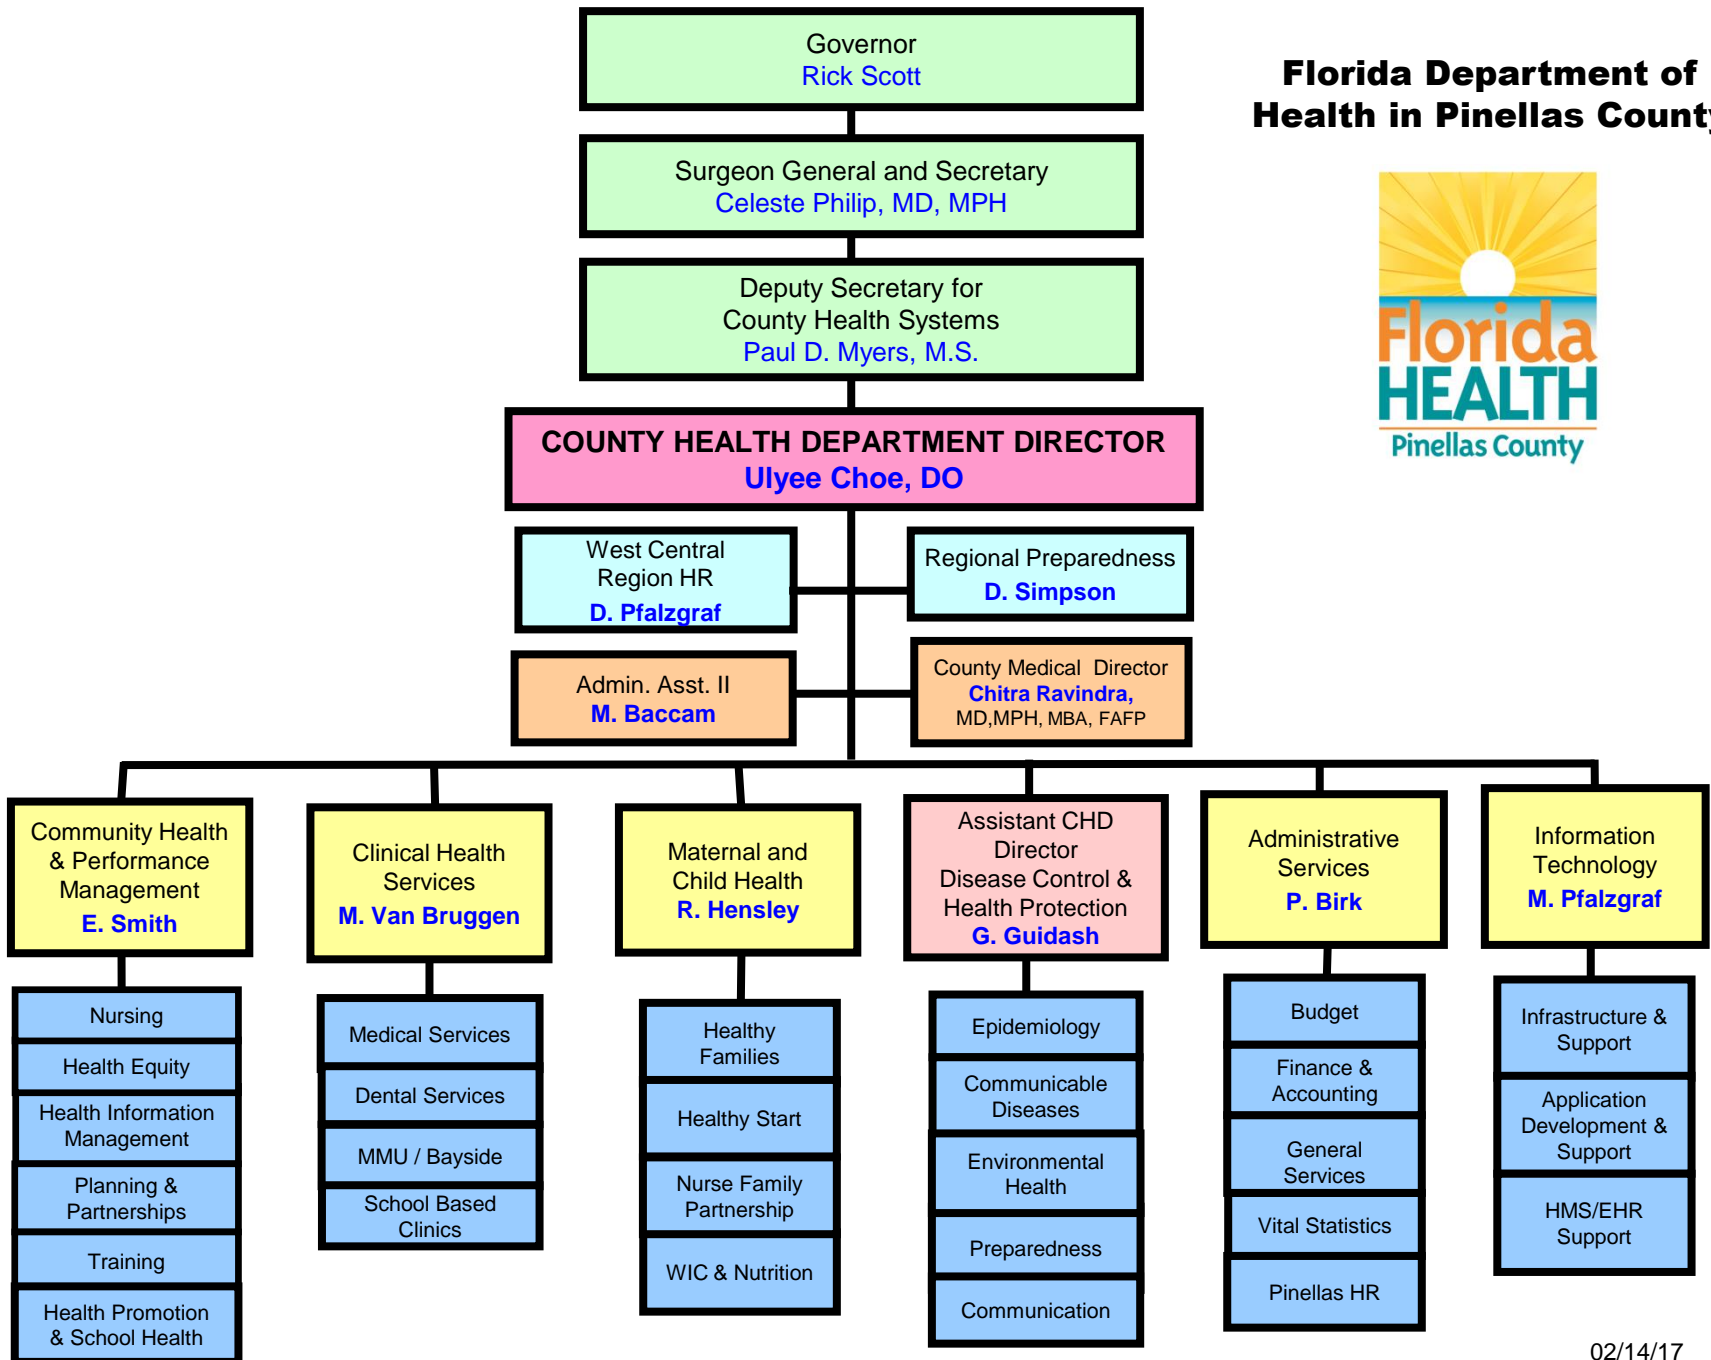 Governor
Rick Scott
Florida Department of
Health in Pinellas County
Surgeon General and Secretary
Celeste Philip, MD, MPH
Deputy Secretary for
County Health Systems
Paul D. Myers, M.S.
Florida
HEALTH
Pinellas County
COUNTY HEALTH DEPARTMENT DIRECTOR
Ulyee Choe, DO
West Central
Region HR
D. Pfalzgraf
Regional Preparedness
D. Simpson
Admin. Asst. II
M. Baccam
County Medical Director
Chitra Ravindra,
MD,MPH, MBA, FAFP
Community Health
& Performance
Management
E. Smith
Clinical Health
Services
M. Van Bruggen
Maternal and
Child Health
R. Hensley
Assistant CHD
Director
Disease Control &
Health Protection
G. Guidash
Administrative
Services
P. Birk
Information
Technology
M. Pfalzgraf
Nursing
Health Equity
Health Information
Management
Planning &
Partnerships
Training
Health Promotion
& School Health
Medical Services
Dental Services
MMU / Bayside
School Based
Clinics
Healthy
Families
Healthy Start
Nurse Family
Partnership
WIC & Nutrition
Epidemiology
Communicable
Diseases
Environmental
Health
Preparedness
Communication
Budget
Finance &
Accounting
General
Services
Vital Statistics
Pinellas HR
Infrastructure &
Support
Application
Development &
Support
HMS/EHR
Support
02/14/17